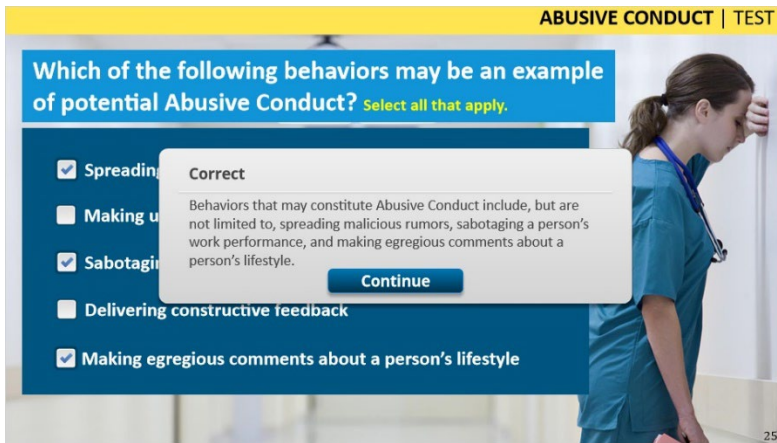 ABUSIVE CONDUCT | TEST
Which of the following behaviors may be an example
of potential Abusive Conduct? Select all that apply.
Correct
Behaviors that may constitute Abusive Conduct include, but are
not limited to, spreading malicious rumors, sabotaging a person's
work performance, and making egregious comments about a
person's lifestyle.
Continue
Making
Delivering constructive feedback
Making egregious comments about a person's lifestyle
25